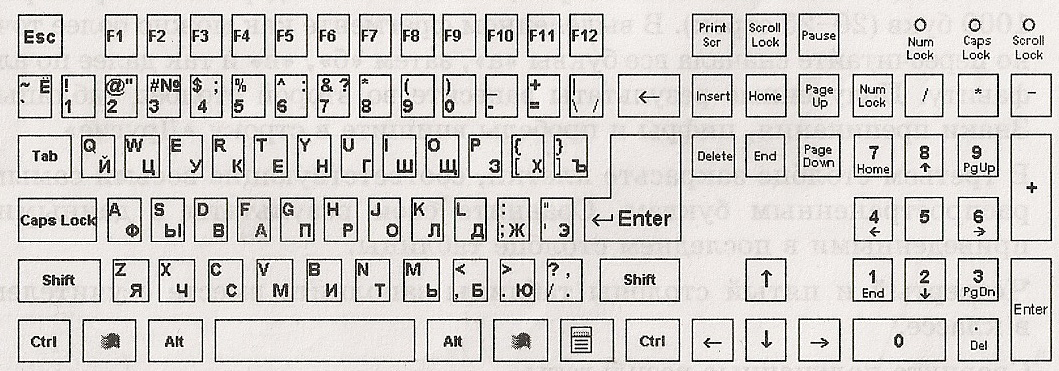 Esc F1 F2 F3 F4 F5 F6 F7 F8 F9 F10 F11 F12 Print Scr Scroll Lock Pause Num Lock Caps Lock Scroll Lock
~ Ё ! 1 @" 2 #№ 3 $ ; 4 % 5 ^ : 6 & ? 7 * 8 ( 9 ) 0 _ - + = | \ / ← Insert Home Page Up Num Lock / * -
Tab Q Й W Ц E У R К T Е Y Н U Г I Ш O Щ P З { [ Х } ] Ъ Delete End Page Down 7 Home 8 ↑ 9 PgUp +
Caps Lock A Ф S Ы D В F А G П H Р J О K Л L Д : ; Ж " ' Э ↵ Enter 4 ← 5 6 →
Shift Z Я X Ч C С V М B И N Т M Ь < , Б > . Ю ? , / . Shift ↑ 1 End 2 ↓ 3 PgDn Enter
Ctrl Alt Alt Ctrl ← ↓ → 0 . Del